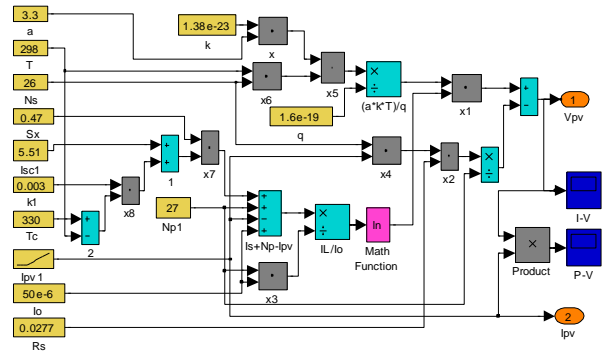 3.3
a
298
T
26
Ns
0.47
Sx
5.51
Isc1
0.003
k1
330
Tc
Ipv1
50e-6
Io
0.0277
Rs
1.38e-23
k
×
x
×
x6
×
x5
1.6e-19
q
×
÷
(a*k*T)/q
×
x1
+
-
1
Vpv
+
+
1
×
x7
×
x8
+
-
2
27
Np1
+
+
-
+
Is+Np-Ipv
×
÷
IL/Io
ln
Math
Function
×
x3
×
x4
×
x2
×
÷
I-V
×
Product
P-V
2
Ipv